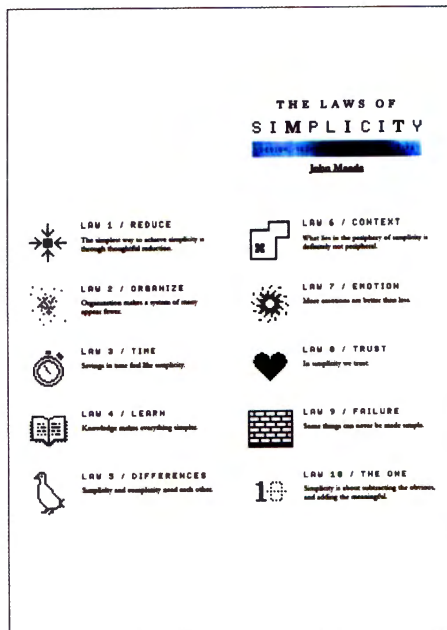 THE LAWS OF
SIMPLICITY
John Maeda
LAW 1 / REDUCE
The simplest way to achieve simplicity is
through thoughtful reduction.
LAW 2 / ORGANIZE
Organization makes a system of many
appear fewer.
LAW 3 / TIME
Savings in time feel like simplicity.
LAW 4 / LEARN
Knowledge makes everything simpler.
LAW 5 / DIFFERENCES
Simplicity and complexity need each other.
LAW 6 / CONTEXT
What lies in the periphery of simplicity is
definitely not peripheral.
LAW 7 / EMOTION
More emotions are better than less.
LAW 8 / TRUST
In simplicity we trust.
LAW 9 / FAILURE
Some things can never be made simple.
LAW 10 / THE ONE
10
Simplicity is about subtracting the obvious,
and adding the meaningful.